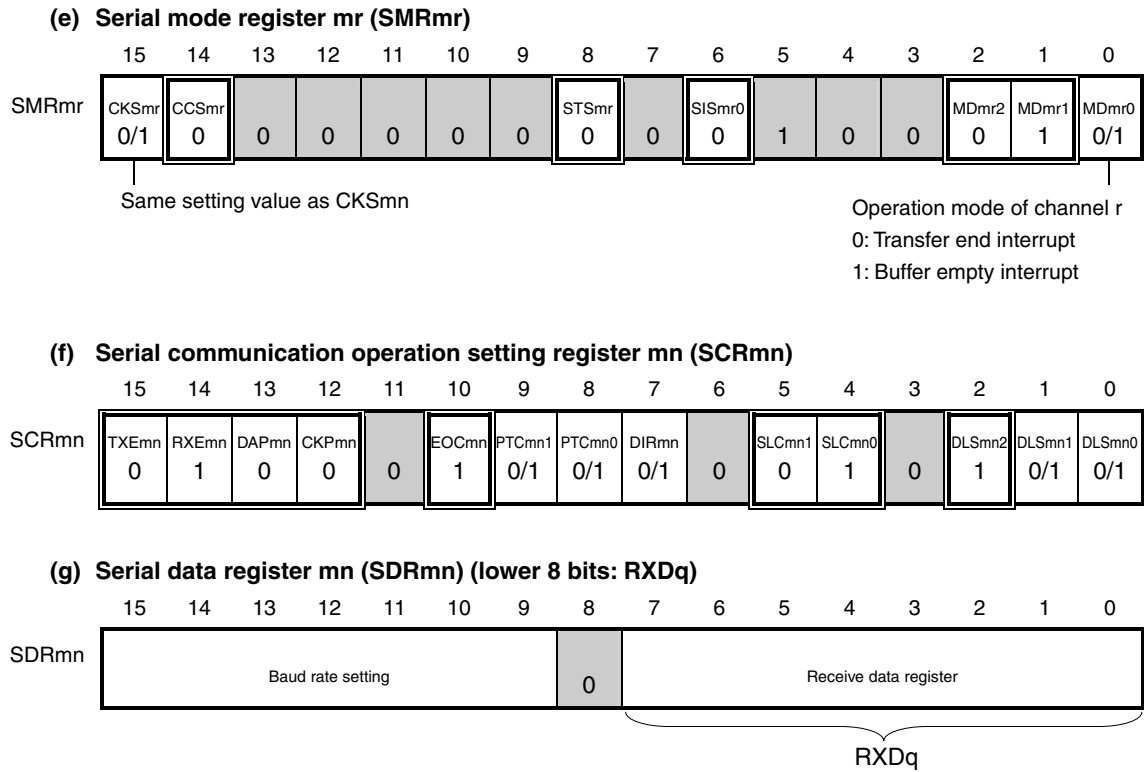 (e) Serial mode register mr (SMRmr)
15 14 13 12 11 10 9 8 7 6 5 4 3 2 1 0
SMRmr CKSmr CCSmr STSmr SISmr0 MDmr2 MDmr1 MDmr0
0/1 0 0 0 0 0 0 0 0 0 1 0 0 0 1 0/1
Same setting value as CKSmn
Operation mode of channel r
0: Transfer end interrupt
1: Buffer empty interrupt
(f) Serial communication operation setting register mn (SCRmn)
15 14 13 12 11 10 9 8 7 6 5 4 3 2 1 0
SCRmn TXEmn RXEmn DAPmn CKPmn EOCmn PTCmn1 PTCmn0 DIRmn SLCmn1 SLCmn0 DLSmn2 DLSmn1 DLSmn0
0 1 0 0 0 1 0/1 0/1 0/1 0 0 1 0 1 0/1 0/1
(g) Serial data register mn (SDRmn) (lower 8 bits: RXDq)
15 14 13 12 11 10 9 8 7 6 5 4 3 2 1 0
SDRmn Baud rate setting 0 Receive data register
RXDq